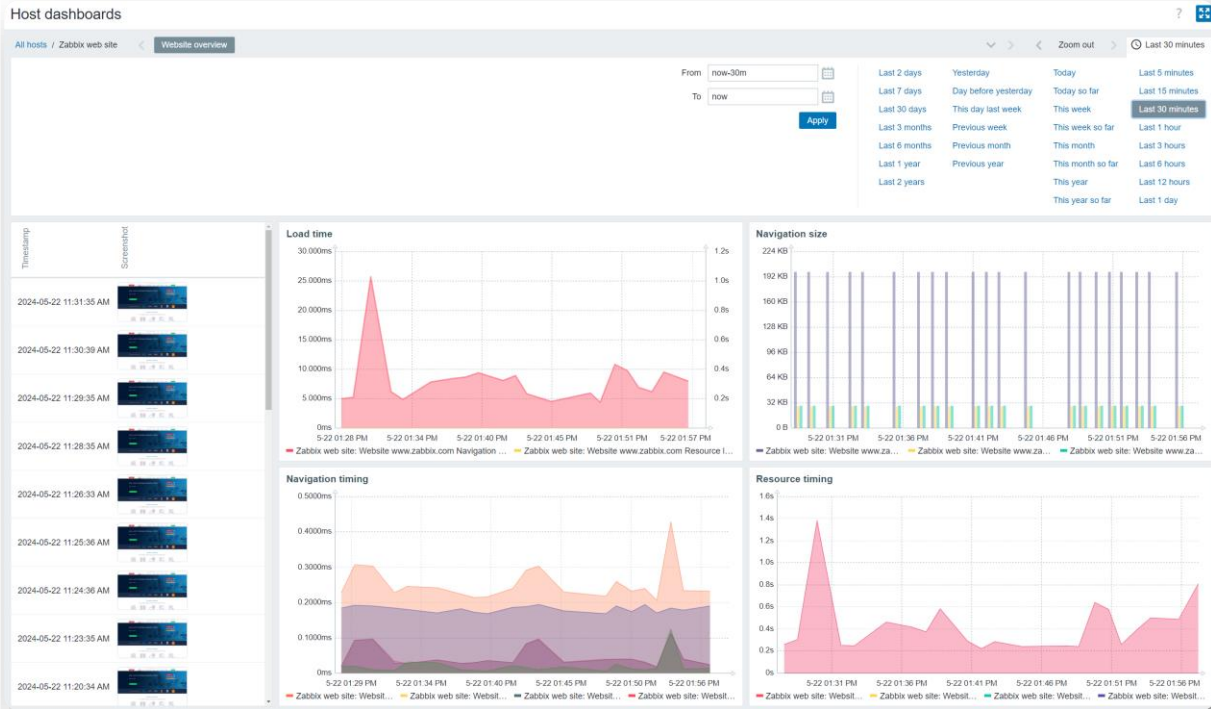 Host dashboards
?
All hosts / Zabbix web site
Website overview
Zoom out
Last 30 minutes
From now-30m
To now
Apply
Last 2 days Yesterday Today Last 5 minutes
Last 7 days Day before yesterday Today so far Last 15 minutes
Last 30 days This day last week This week Last 30 minutes
Last 3 months Previous week This week so far Last 1 hour
Last 6 months Previous month This month Last 3 hours
Last 1 year Previous year This month so far Last 6 hours
Last 2 years This year Last 12 hours
This year so far Last 1 day
Timestamp
Screenshot
2024-05-22 11:31:35 AM
2024-05-22 11:30:39 AM
2024-05-22 11:29:35 AM
2024-05-22 11:28:35 AM
2024-05-22 11:26:33 AM
2024-05-22 11:25:36 AM
2024-05-22 11:24:36 AM
2024-05-22 11:23:35 AM
2024-05-22 11:20:34 AM
Load time
30.000ms 1.2s
25.000ms 1.0s
20.000ms 0.8s
15.000ms 0.6s
10.000ms 0.4s
5.000ms 0.2s
0ms
5-22 01:28 PM 5-22 01:34 PM 5-22 01:40 PM 5-22 01:45 PM 5-22 01:51 PM 5-22 01:57 PM
Zabbix web site: Website www.zabbix.com Navigation ... Zabbix web site: Website www.zabbix.com Resource l...
Navigation size
224 KB
192 KB
160 KB
128 KB
96 KB
64 KB
32 KB
0 B
5-22 01:31 PM 5-22 01:36 PM 5-22 01:41 PM 5-22 01:46 PM 5-22 01:51 PM 5-22 01:56 PM
Zabbix web site: Website www.za... Zabbix web site: Website www.za... Zabbix web site: Website www.za...
Navigation timing
0.5000ms
0.4000ms
0.3000ms
0.2000ms
0.1000ms
0ms
5-22 01:29 PM 5-22 01:34 PM 5-22 01:40 PM 5-22 01:45 PM 5-22 01:50 PM 5-22 01:56 PM
Zabbix web site: Websit... Zabbix web site: Websit... Zabbix web site: Websit... Zabbix web site: Websit...
Resource timing
1.6s
1.4s
1.2s
1.0s
0.8s
0.6s
0.4s
0.2s
0s
5-22 01:31 PM 5-22 01:36 PM 5-22 01:41 PM 5-22 01:46 PM 5-22 01:51 PM 5-22 01:56 PM
Zabbix web site: Websit... Zabbix web site: Websit... Zabbix web site: Websit... Zabbix web site: Websit...